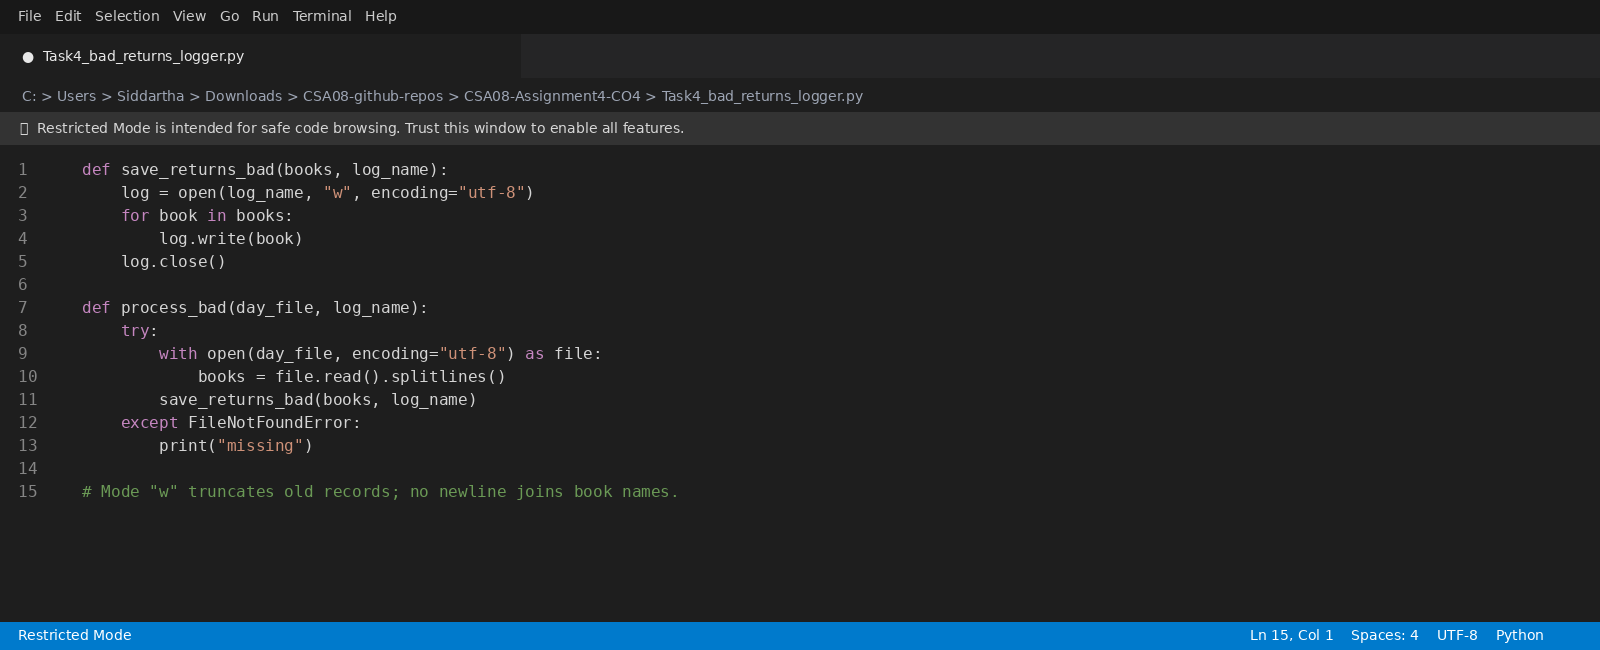 File Edit Selection View Go Run Terminal Help
● Task4_bad_returns_logger.py
C: > Users > Siddartha > Downloads > CSA08-github-repos > CSA08-Assignment4-CO4 > Task4_bad_returns_logger.py
Restricted Mode is intended for safe code browsing. Trust this window to enable all features.
1 def save_returns_bad(books, log_name):
2     log = open(log_name, "w", encoding="utf-8")
3     for book in books:
4         log.write(book)
5     log.close()
6
7 def process_bad(day_file, log_name):
8     try:
9         with open(day_file, encoding="utf-8") as file:
10             books = file.read().splitlines()
11         save_returns_bad(books, log_name)
12     except FileNotFoundError:
13         print("missing")
14
15 # Mode "w" truncates old records; no newline joins book names.
Restricted Mode Ln 15, Col 1 Spaces: 4 UTF-8 Python